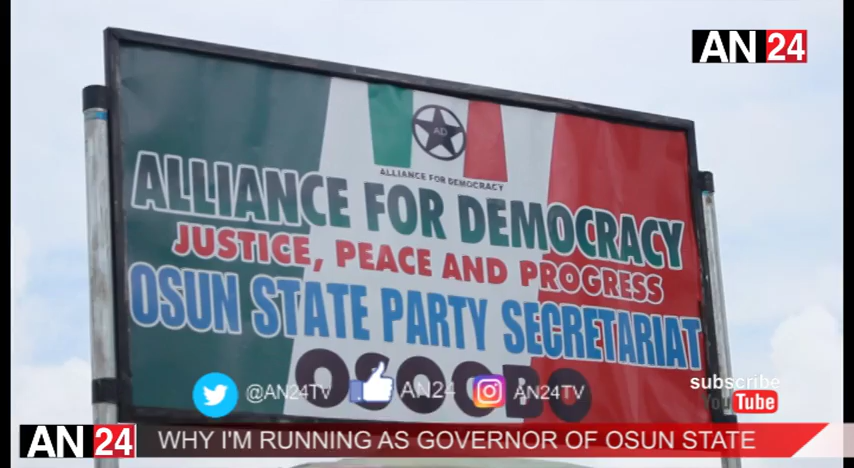 AN24
AD
ALLIANCE FOR DEMOCRACY
ALLIANCE FOR DEMOCRACY
JUSTICE, PEACE AND PROGRESS
OSUN STATE PARTY SECRETARIAT
OSOGBO
@AN24TV AN24 AN24TV
subscribe
YouTube
AN24 WHY I'M RUNNING AS GOVERNOR OF OSUN STATE